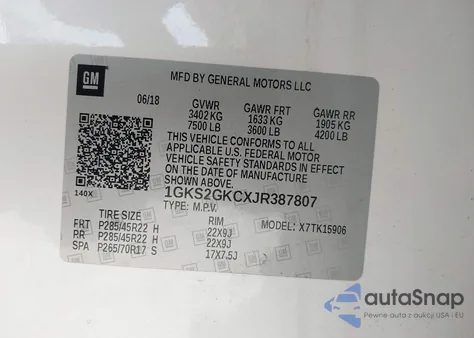 GM
MFD BY GENERAL MOTORS LLC
06/18
GVWR GAWR FRT GAWR RR
3402 KG 1633 KG 1905 KG
7500 LB 3600 LB 4200 LB
THIS VEHICLE CONFORMS TO ALL
APPLICABLE U.S. FEDERAL MOTOR
VEHICLE SAFETY STANDARDS IN EFFECT
ON THE DATE OF MANUFACTURE
SHOWN ABOVE.
140X
1GKS2GKCXJR387807
TYPE: M.P.V. MODEL: X7TK15906
TIRE SIZE RIM
FRT P285/45R22 H 22X9J
RR P285/45R22 H 22X9J
SPA P265/70R17 S 17X7.5J
autoSnap
Pewne auta z aukcji USA i EU